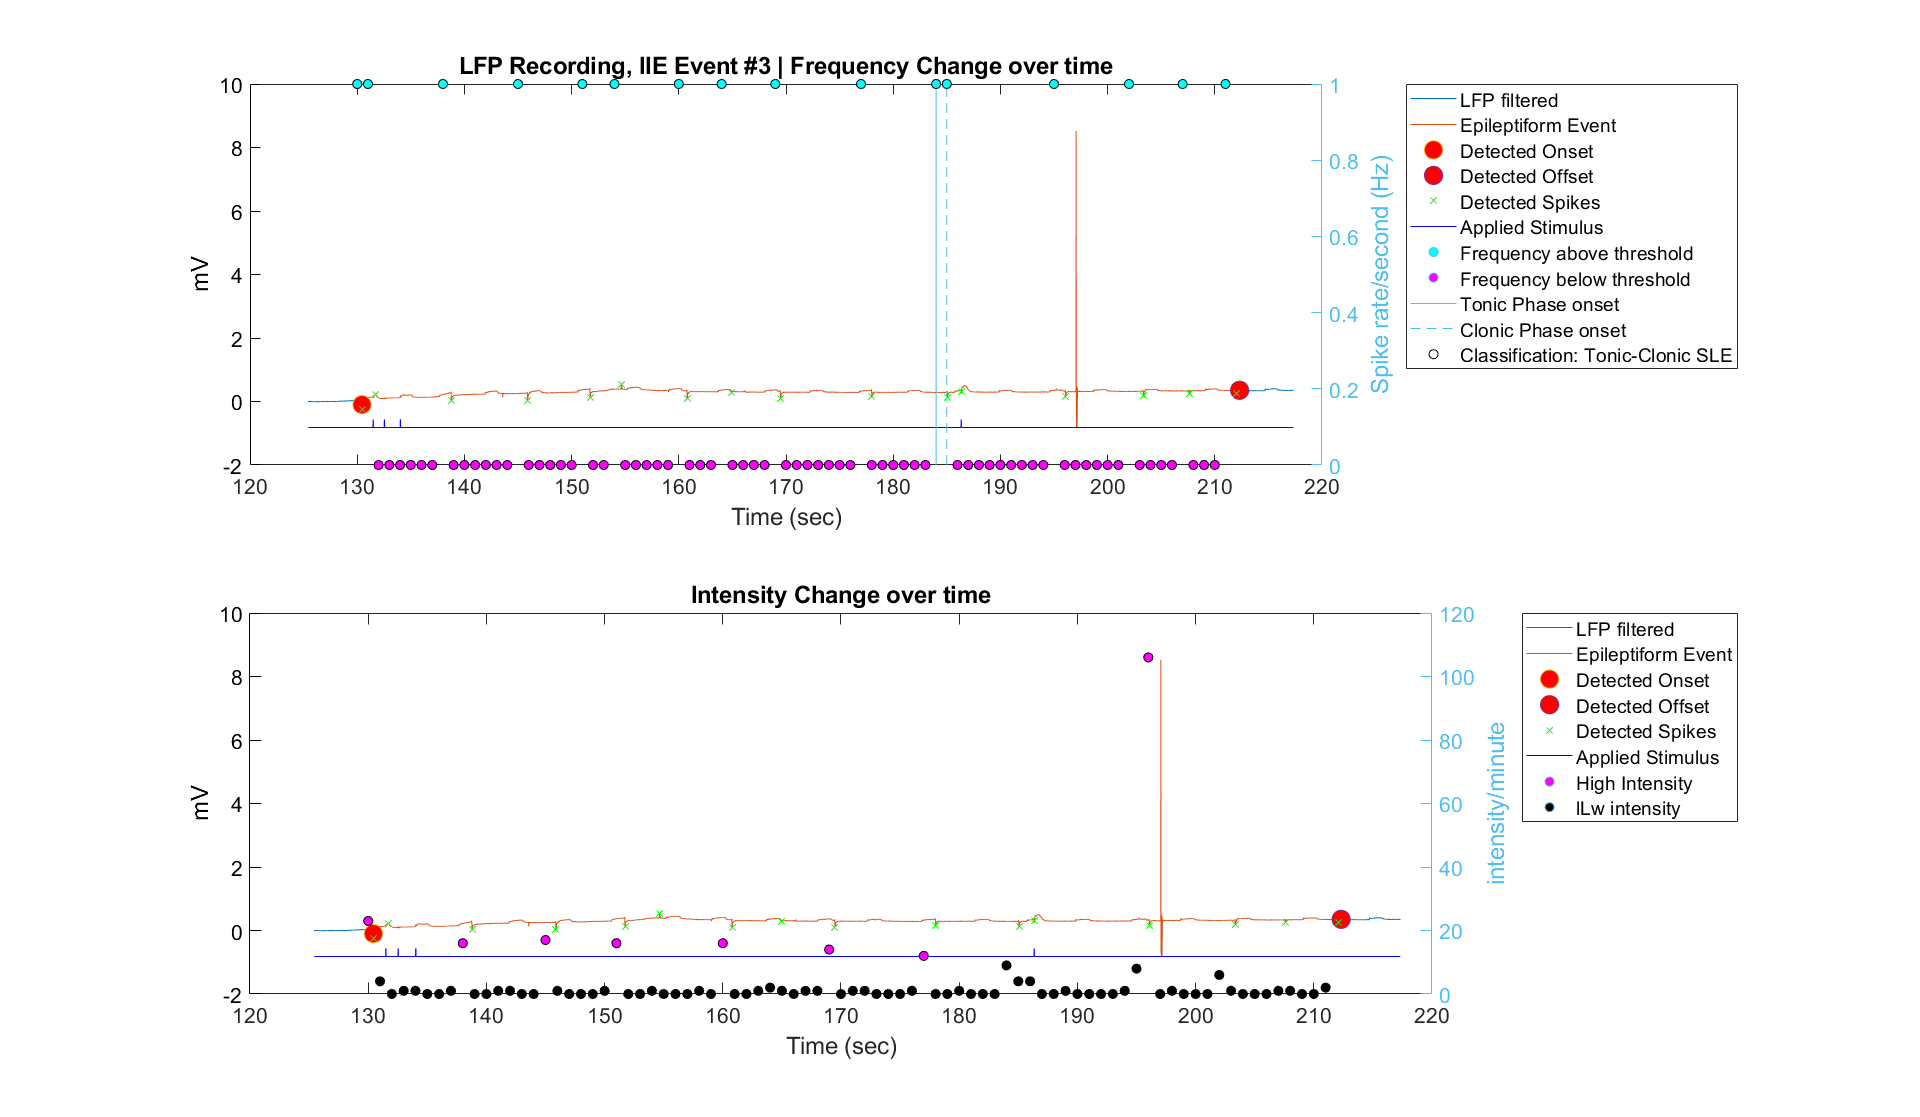 LFP Recording, IIE Event #3 | Frequency Change over time
10
8
6
4
2
0
-2
mV
120 130 140 150 160 170 180 190 200 210 220
Time (sec)
1
0.8
0.6
0.4
0.2
0
Spike rate/second (Hz)
LFP filtered
Epileptiform Event
Detected Onset
Detected Offset
Detected Spikes
Applied Stimulus
Frequency above threshold
Frequency below threshold
Tonic Phase onset
Clonic Phase onset
Classification: Tonic-Clonic SLE
Intensity Change over time
10
8
6
4
2
0
-2
mV
120 130 140 150 160 170 180 190 200 210 220
Time (sec)
120
100
80
60
40
20
0
intensity/minute
LFP filtered
Epileptiform Event
Detected Onset
Detected Offset
Detected Spikes
Applied Stimulus
High Intensity
lLw intensity